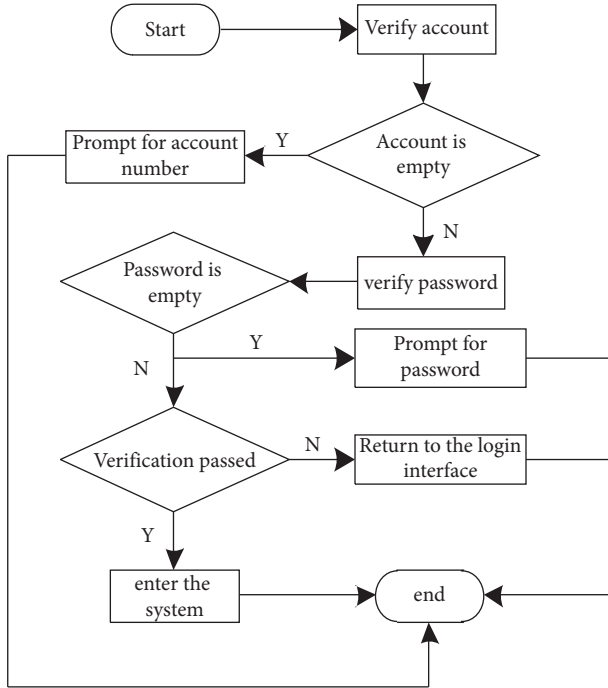 Start
Verify account
Account is
empty
Y
Prompt for account
number
N
verify password
Password is
empty
Y
Prompt for
password
N
Verification passed
N
Return to the login
interface
Y
enter the
system
end